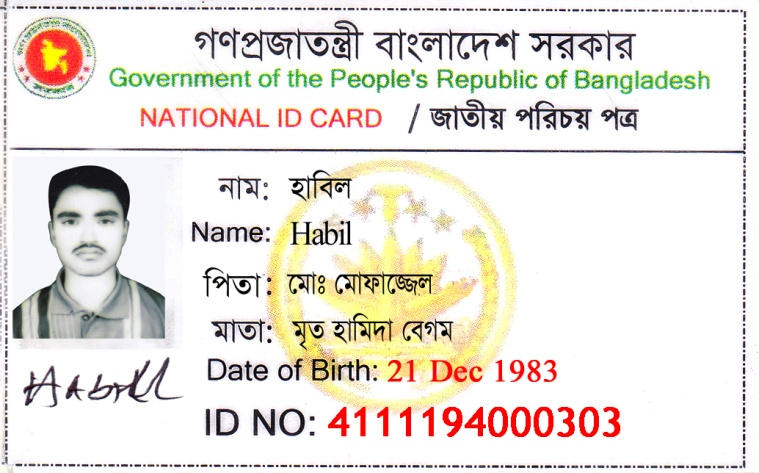 গণপ্রজাতন্ত্রী বাংলাদেশ সরকার
Government of the People's Republic of Bangladesh
NATIONAL ID CARD / জাতীয় পরিচয় পত্র
নাম: হাবিল
Name: Habil
পিতা: মোঃ মোফাজ্জেল
মাতা: মৃত হামিদা বেগম
Date of Birth: 21 Dec 1983
ID NO: 4111194000303
Habil